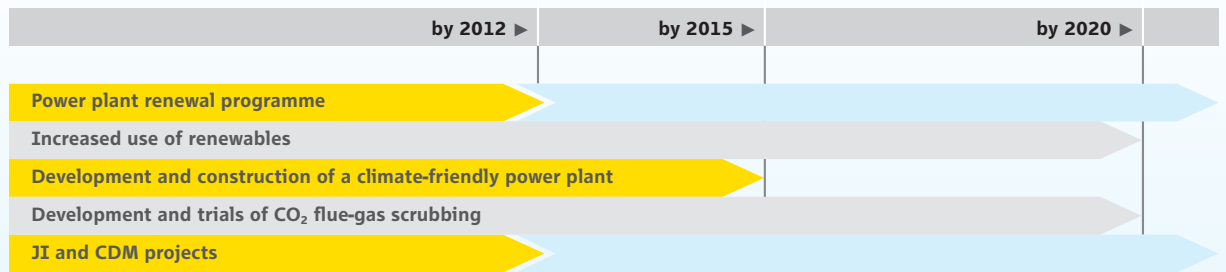 by 2012 ▶ by 2015 ▶ by 2020 ▶
Power plant renewal programme
Increased use of renewables
Development and construction of a climate-friendly power plant
Development and trials of CO₂ flue-gas scrubbing
JI and CDM projects